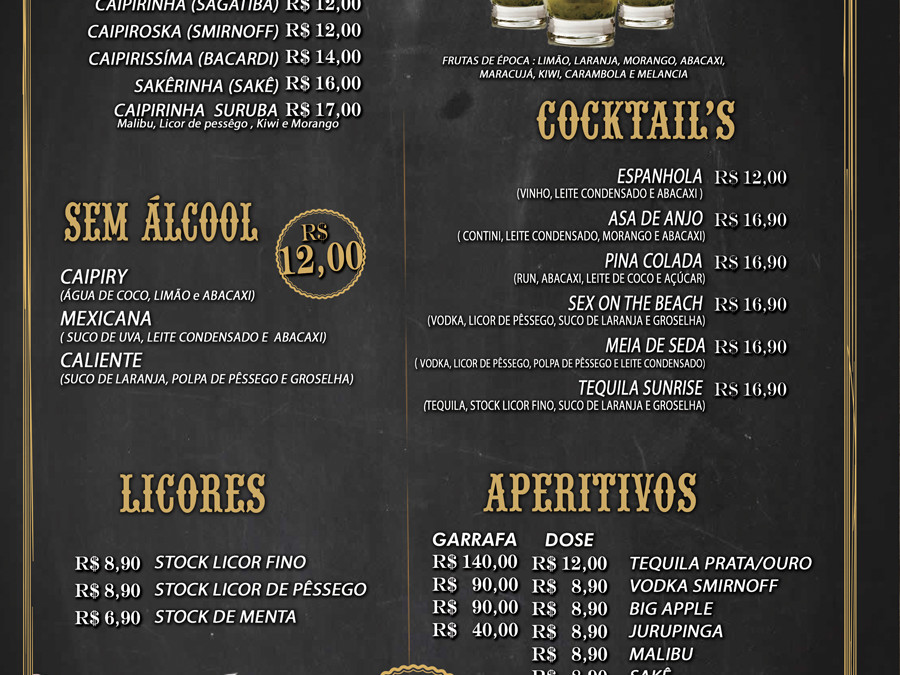 CAIPIRINHA (SAGATIBA) R$ 12,00
CAIPIROSKA (SMIRNOFF) R$ 12,00
CAIPIRISSÍMA (BACARDI) R$ 14,00
SAKÊRINHA (SAKÊ) R$ 16,00
CAIPIRINHA SURUBA R$ 17,00
Malibu, Licor de pessêgo , Kiwi e Morango
SEM ÁLCOOL
R$
12,00
CAIPIRY
(ÁGUA DE COCO, LIMÃO e ABACAXI)
MEXICANA
( SUCO DE UVA, LEITE CONDENSADO E ABACAXI)
CALIENTE
(SUCO DE LARANJA, POLPA DE PÊSSEGO E GROSELHA)
LICORES
R$ 8,90 STOCK LICOR FINO
R$ 8,90 STOCK LICOR DE PÊSSEGO
R$ 6,90 STOCK DE MENTA
FRUTAS DE ÉPOCA : LIMÃO, LARANJA, MORANGO, ABACAXI,
MARACUJÁ, KIWI, CARAMBOLA E MELANCIA
COCKTAIL'S
ESPANHOLA R$ 12,00
(VINHO, LEITE CONDENSADO E ABACAXI )
ASA DE ANJO R$ 16,90
( CONTINI, LEITE CONDENSADO, MORANGO E ABACAXI)
PINA COLADA R$ 16,90
(RUN, ABACAXI, LEITE DE COCO E AÇÚCAR)
SEX ON THE BEACH R$ 16,90
(VODKA, LICOR DE PÊSSEGO, SUCO DE LARANJA E GROSELHA)
MEIA DE SEDA R$ 16,90
( VODKA, LICOR DE PÊSSEGO, POLPA DE PÊSSEGO E LEITE CONDENSADO)
TEQUILA SUNRISE R$ 16,90
(TEQUILA, STOCK LICOR FINO, SUCO DE LARANJA E GROSELHA)
APERITIVOS
GARRAFA DOSE
R$ 140,00 R$ 12,00 TEQUILA PRATA/OURO
R$ 90,00 R$ 8,90 VODKA SMIRNOFF
R$ 90,00 R$ 8,90 BIG APPLE
R$ 40,00 R$ 8,90 JURUPINGA
R$ 8,90 MALIBU
R$ 8,90 SAKÊ